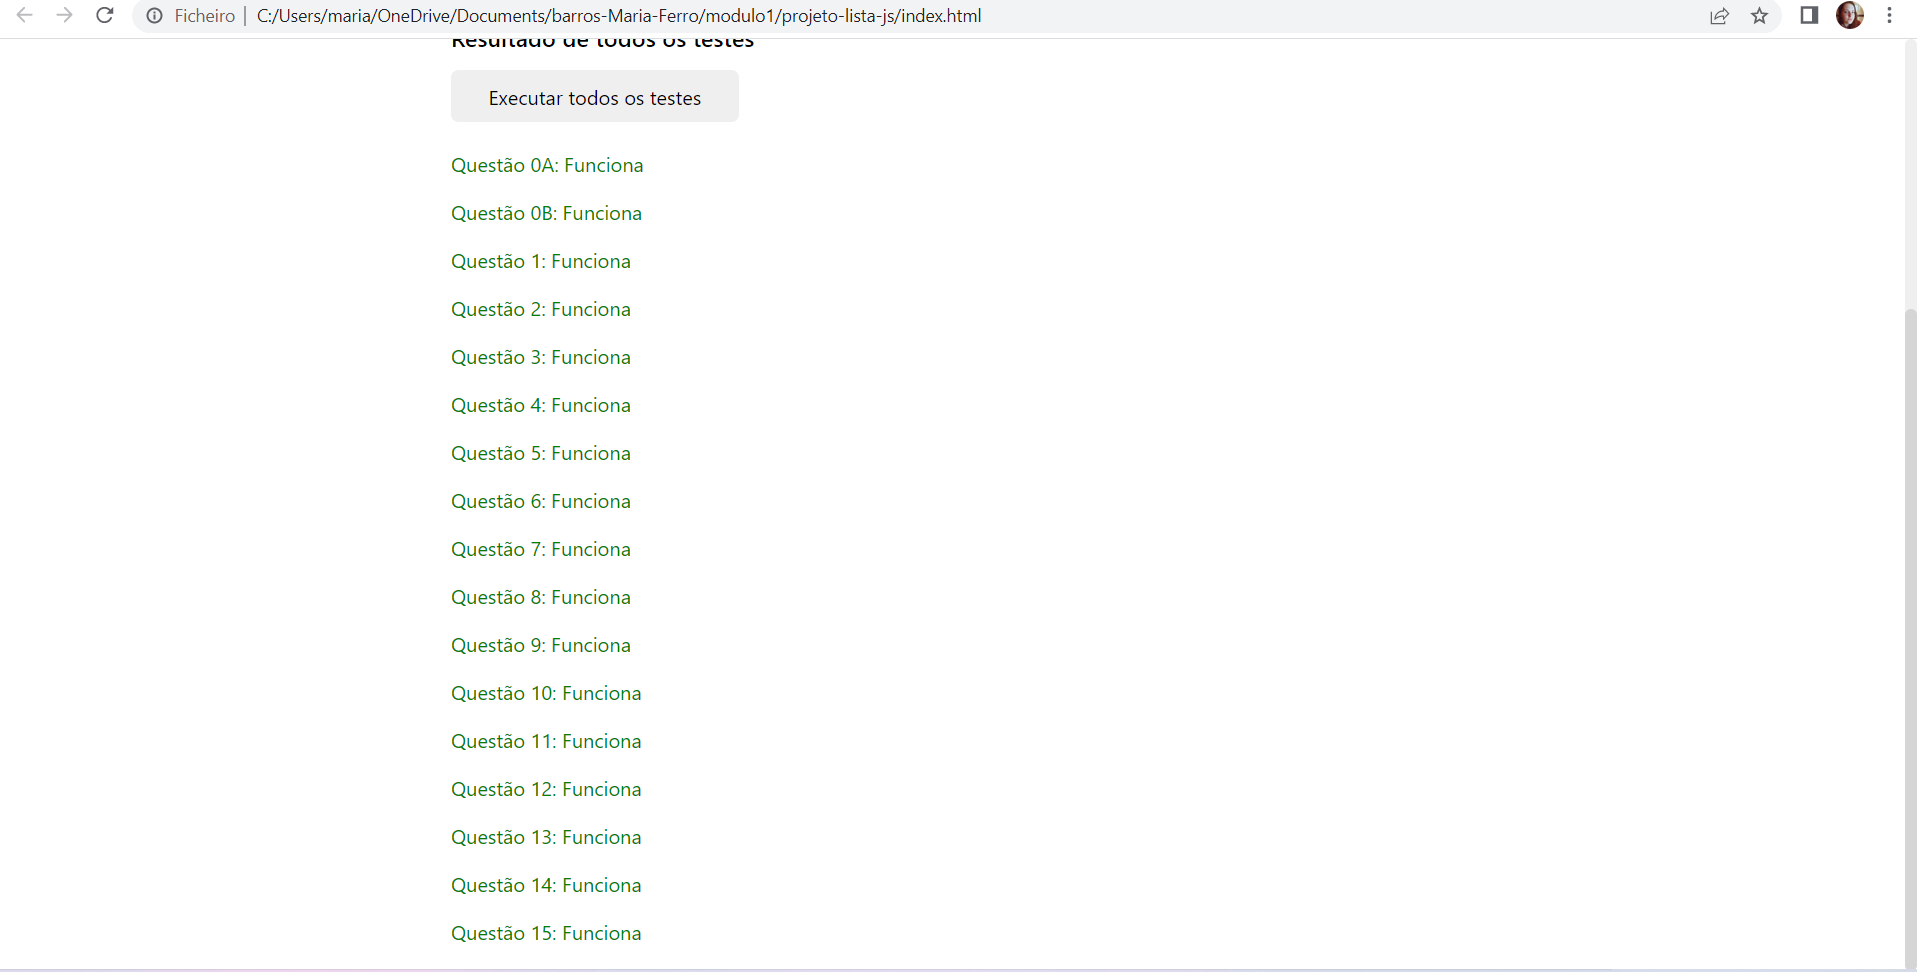 Ficheiro | C:/Users/maria/OneDrive/Documents/barros-Maria-Ferro/modulo1/projeto-lista-js/index.html
Resultado de todos os testes
Executar todos os testes
Questão 0A: Funciona
Questão 0B: Funciona
Questão 1: Funciona
Questão 2: Funciona
Questão 3: Funciona
Questão 4: Funciona
Questão 5: Funciona
Questão 6: Funciona
Questão 7: Funciona
Questão 8: Funciona
Questão 9: Funciona
Questão 10: Funciona
Questão 11: Funciona
Questão 12: Funciona
Questão 13: Funciona
Questão 14: Funciona
Questão 15: Funciona